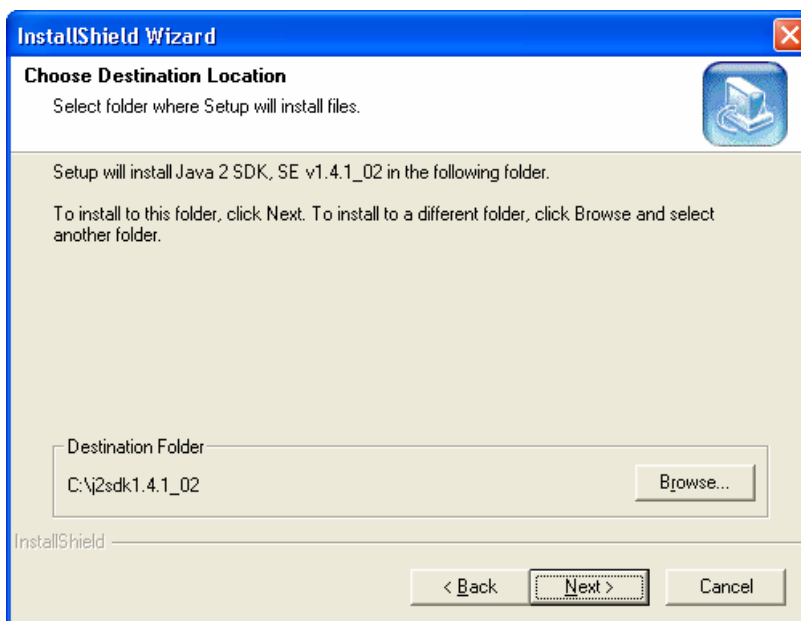 InstallShield Wizard
Choose Destination Location
Select folder where Setup will install files.
Setup will install Java 2 SDK, SE v1.4.1_02 in the following folder.
To install to this folder, click Next. To install to a different folder, click Browse and select
another folder.
Destination Folder
C:\j2sdk1.4.1_02
Browse...
InstallShield
< Back
Next >
Cancel